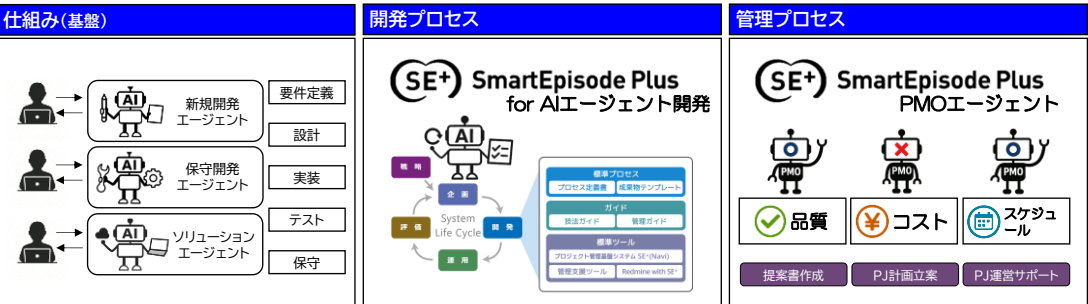 仕組み(基盤)
AI
新規開発
エージェント
AI
保守開発
エージェント
AI
ソリューション
エージェント
要件定義
設計
実装
テスト
保守
開発プロセス
SE+ SmartEpisode Plus
for AIエージェント開発
AI
戦略
企画
System
Life Cycle
評価
開発
運用
標準プロセス
プロセス定義書 成果物テンプレート
ガイド
技法ガイド 管理ガイド
標準ツール
プロジェクト管理基盤システム SE⁺(Navi)
管理支援ツール Redmine with SE⁺
管理プロセス
SE+ SmartEpisode Plus
PMOエージェント
PMO PMO PMO
品質
¥ コスト
スケジュ
ール
提案書作成 PJ計画立案 PJ運営サポート